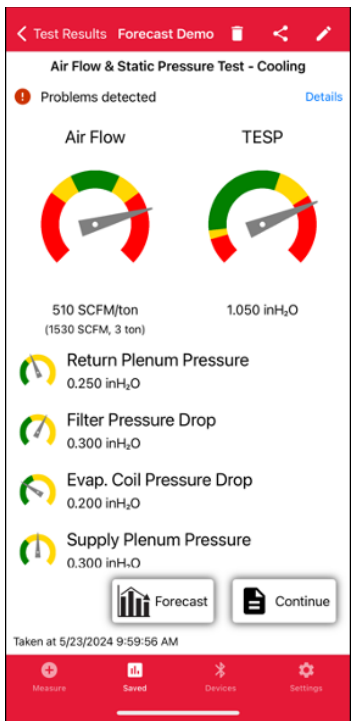 Test Results Forecast Demo
Air Flow & Static Pressure Test - Cooling
Problems detected Details
Air Flow TESP
510 SCFM/ton 1.050 inH₂O
(1530 SCFM, 3 ton)
Return Plenum Pressure
0.250 inH₂O
Filter Pressure Drop
0.300 inH₂O
Evap. Coil Pressure Drop
0.200 inH₂O
Supply Plenum Pressure
0.300 inH₂O
Forecast Continue
Taken at 5/23/2024 9:59:56 AM
Measure Saved Devices Settings